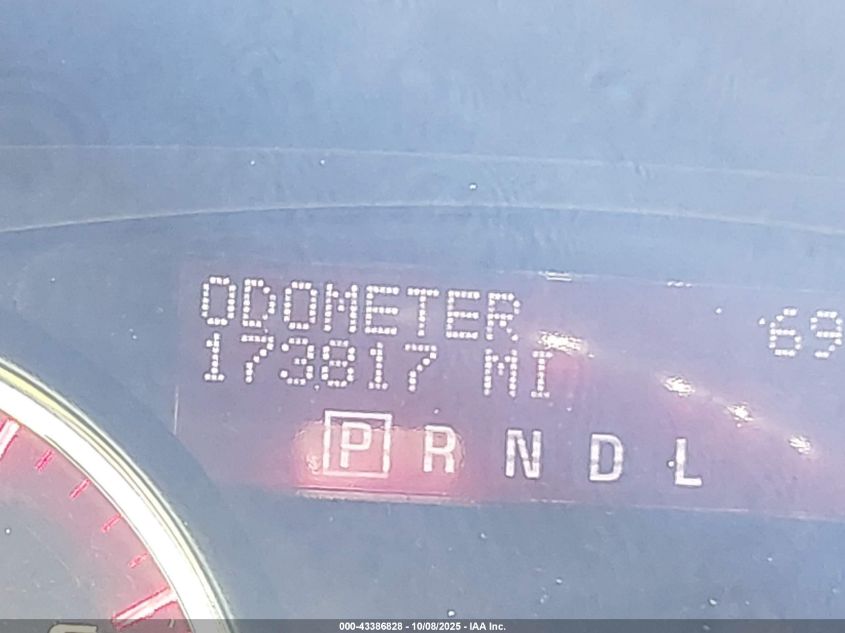 ODOMETER
173817 MI
69
P R N D L
000-43386828 - 10/08/2025 - IAA Inc.